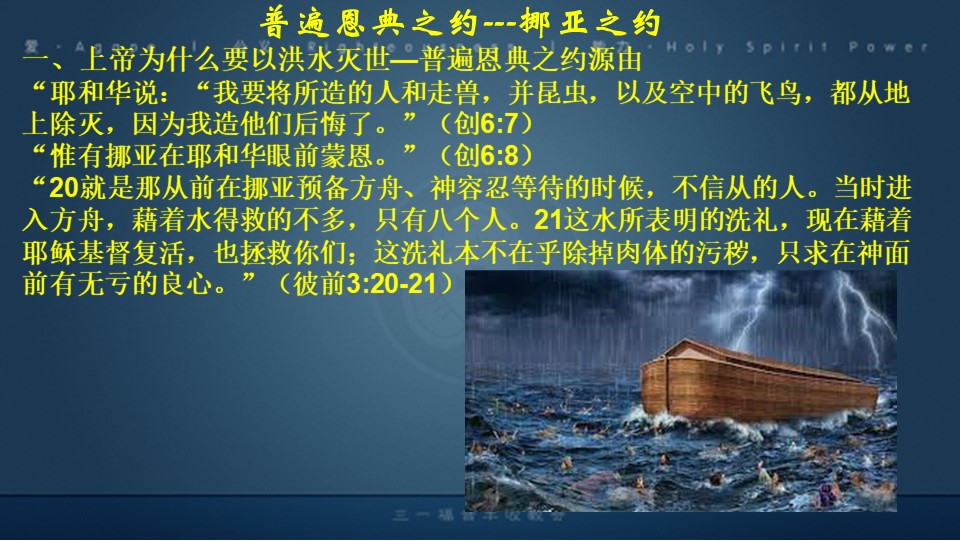 普遍恩典之约---挪亚之约
爱·Agape | 公义·Righteousness | 能力·Holy Spirit Power
一、上帝为什么要以洪水灭世—普遍恩典之约源由
“耶和华说：“我要将所造的人和走兽，并昆虫，以及空中的飞鸟，都从地
上除灭，因为我造他们后悔了。”（创6:7）
“惟有挪亚在耶和华眼前蒙恩。”（创6:8）
“20就是那从前在挪亚预备方舟、神容忍等待的时候，不信从的人。当时进
入方舟，藉着水得救的不多，只有八个人。21这水所表明的洗礼，现在藉着
耶稣基督复活，也拯救你们；这洗礼本不在乎除掉肉体的污秽，只求在神面
前有无亏的良心。”（彼前3:20-21）
三一福音丰收教会